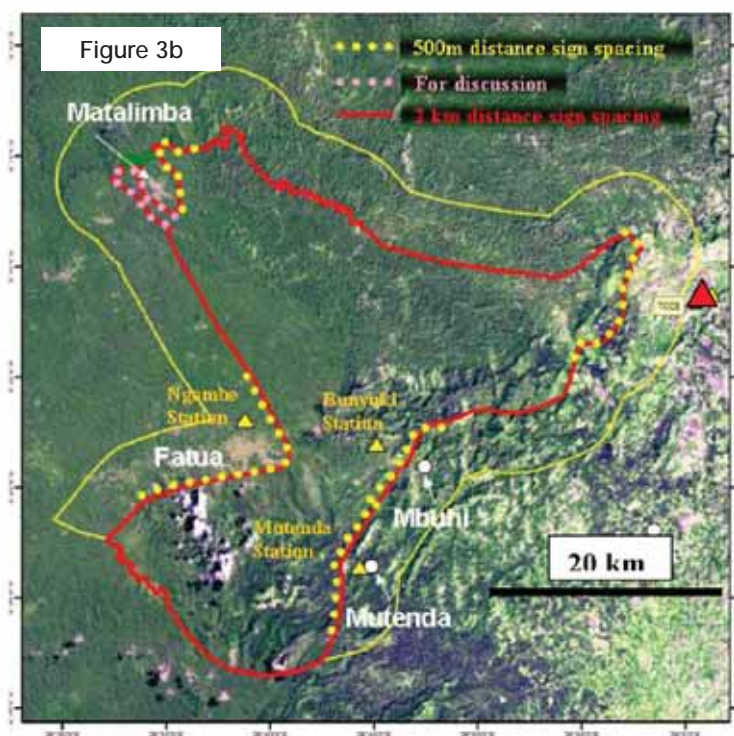 Figure 3b
500m distance sign spacing
For discussion
2 km distance sign spacing
Matalimba
Ngambe
Station
Bunyuki
Station
Fatua
Mbuhi
Mutenda
Station
20 km
Mutenda